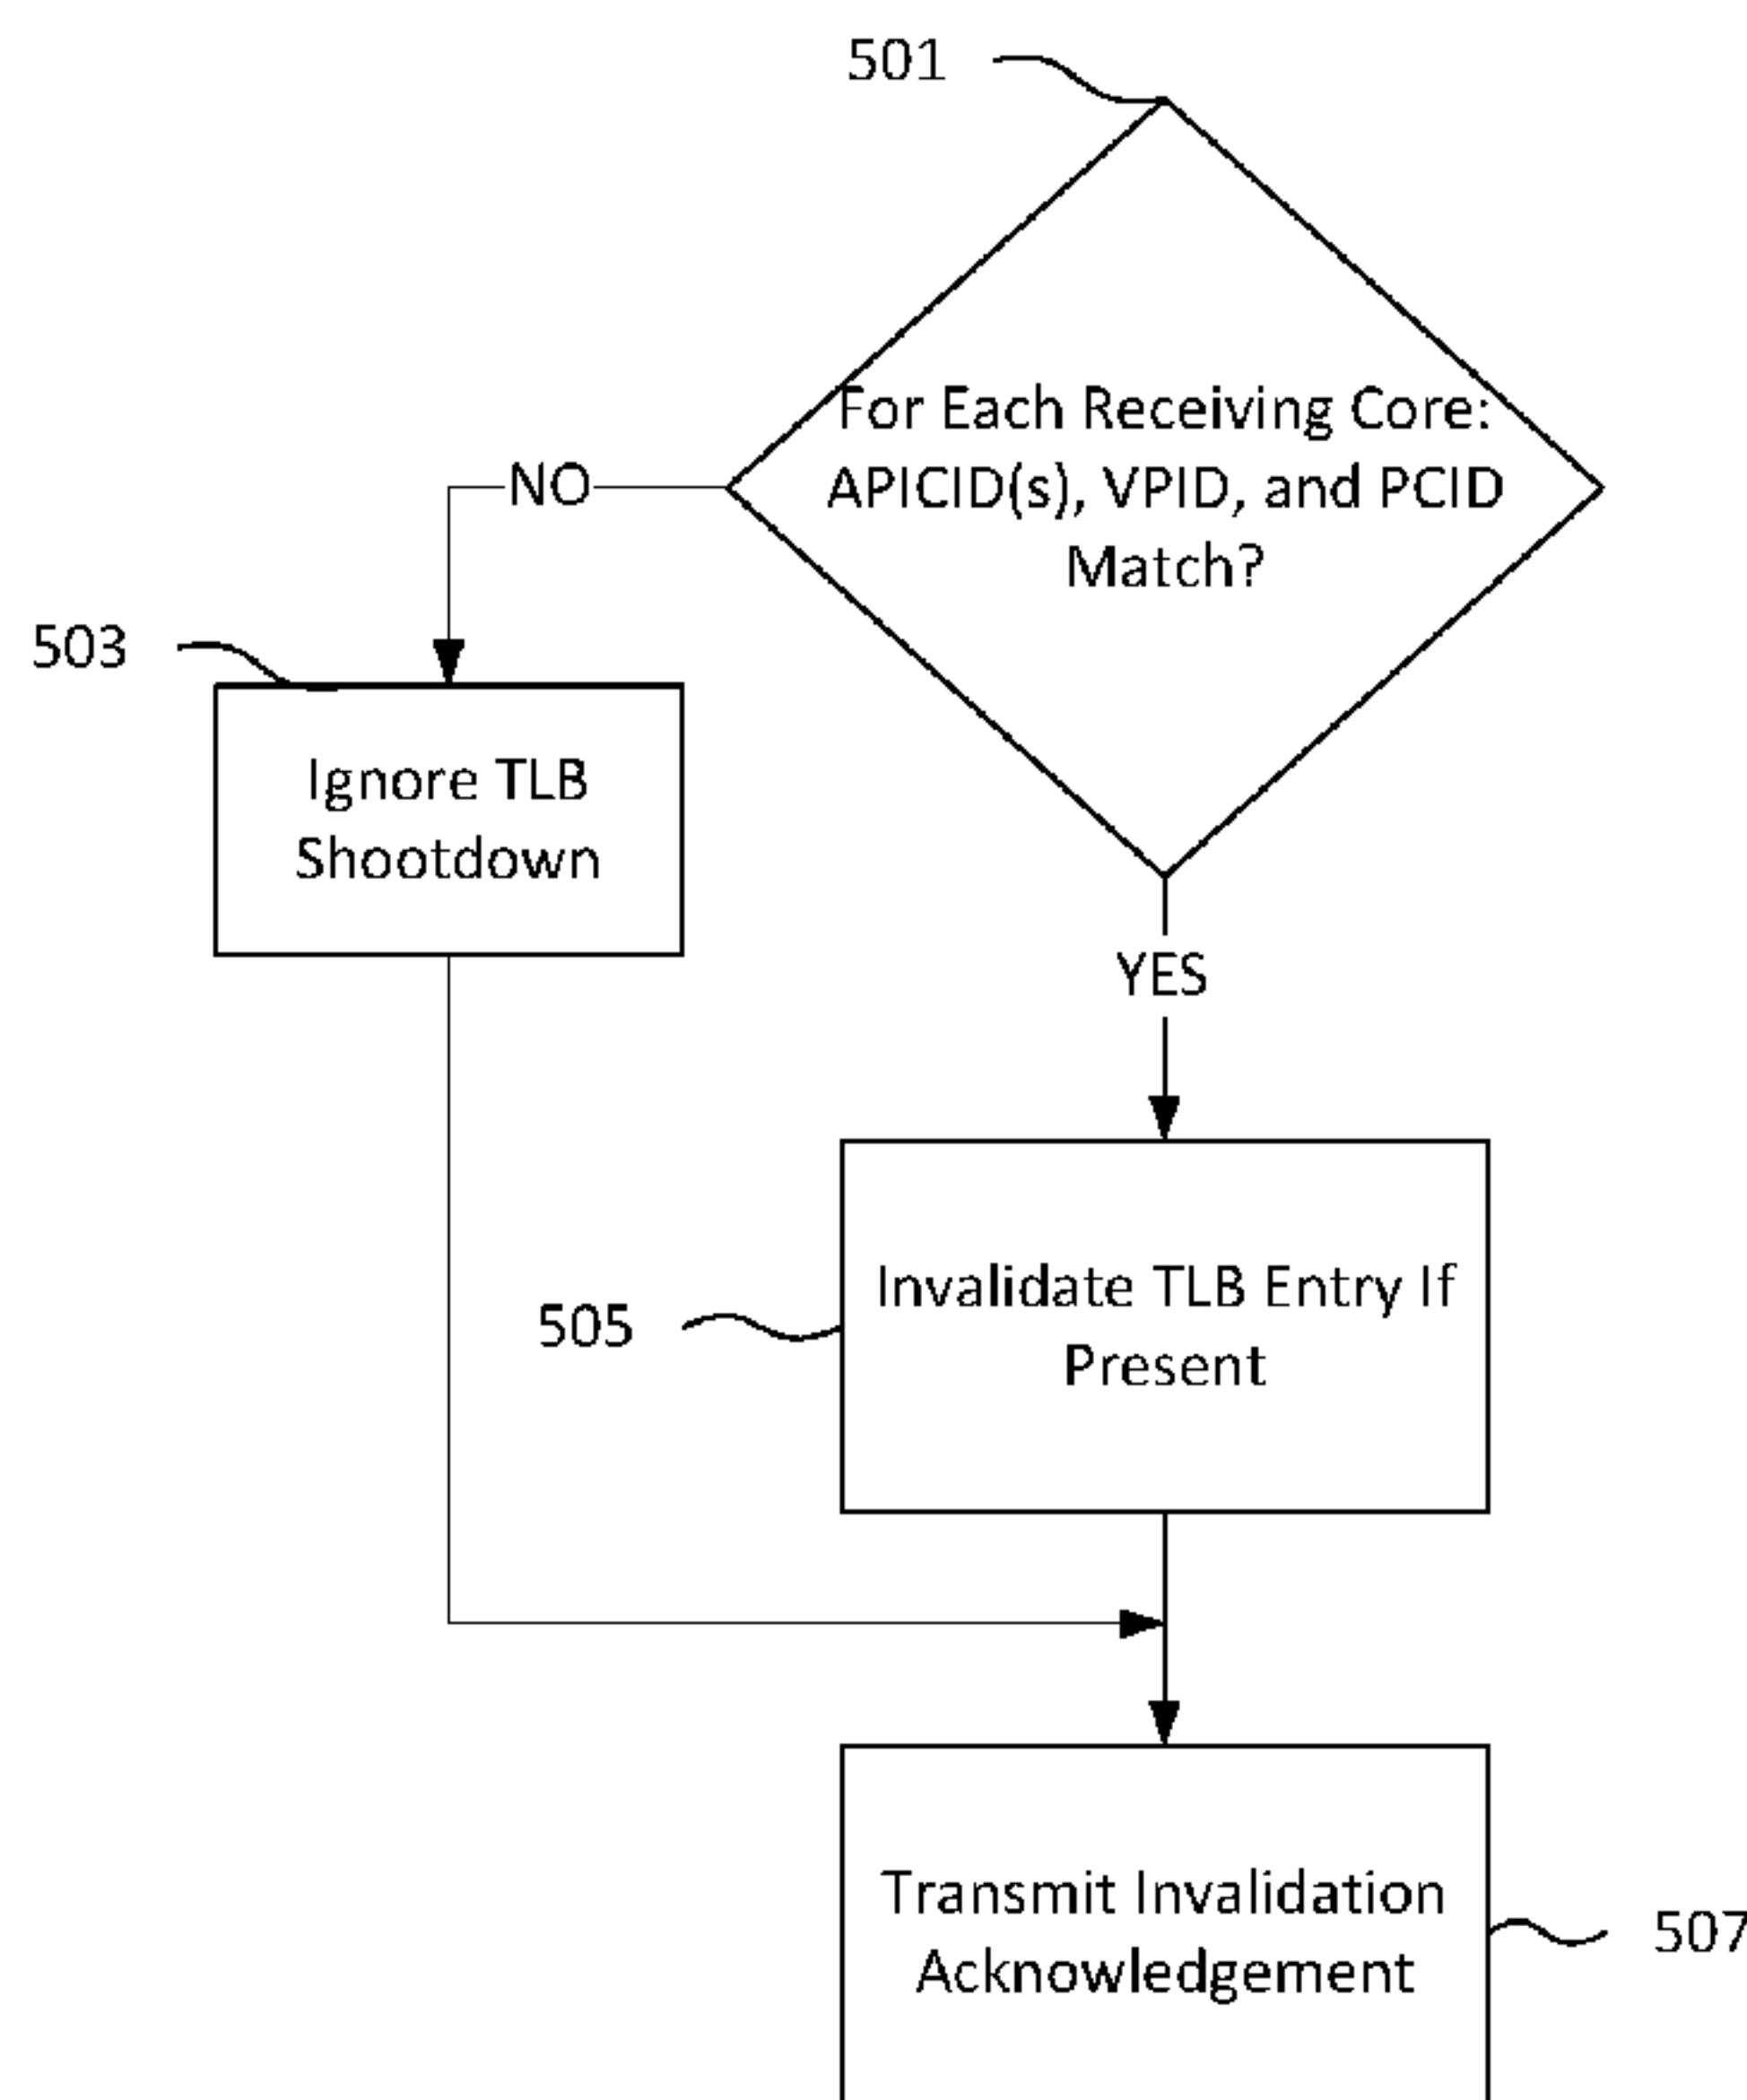 501
For Each Receiving Core:
APICID(s), VPID, and PCID
Match?
NO
503
Ignore TLB
Shootdown
YES
505
Invalidate TLB Entry If
Present
Transmit Invalidation
Acknowledgement
507